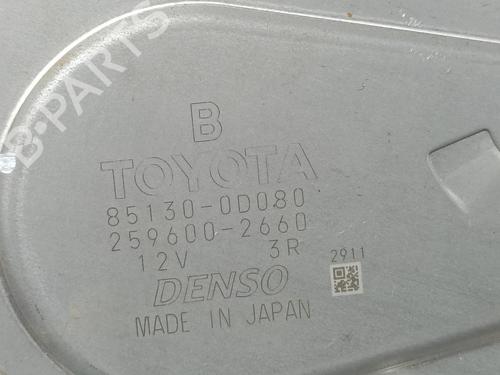 B-PARTS
B
TOYOTA
85130-0D080
259600-2660
12V 3R 2911
DENSO
MADE IN JAPAN